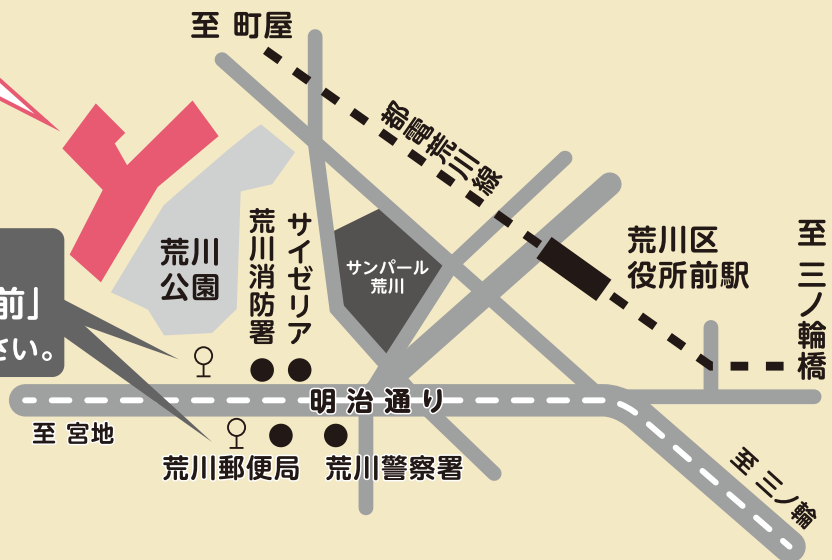 至 町屋
都電荒川線
荒川区
役所前駅
至 三ノ輪橋
荒川
公園
荒川消防署
サイゼリア
サンパール
荒川
前」
さい。
明治通り
至 宮地
荒川郵便局
荒川警察署
至 三ノ輪